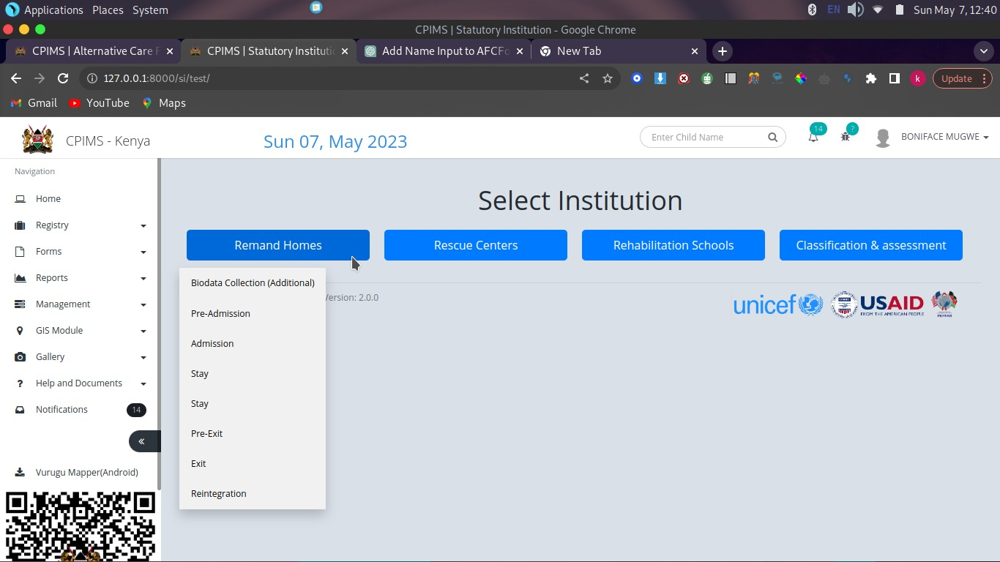 Applications Places System
EN Sun May 7, 12:40
CPIMS | Statutory Institution - Google Chrome
CPIMS | Alternative Care F
CPIMS | Statutory Instituti
Add Name Input to AFCFo
New Tab
127.0.0.1:8000/si/test/
k
Update
Gmail YouTube Maps
CPIMS - Kenya
Sun 07, May 2023
Enter Child Name
14
?
BONIFACE MUGWE
Navigation
Home
Registry
Forms
Reports
Management
GIS Module
Gallery
Help and Documents
Notifications 14
Vurugu Mapper(Android)
Select Institution
Remand Homes
Rescue Centers
Rehabilitation Schools
Classification & assessment
Biodata Collection (Additional)
Pre-Admission
Admission
Stay
Stay
Pre-Exit
Exit
Reintegration
Version: 2.0.0
unicef
USAID
FROM THE AMERICAN PEOPLE
PEPFAR